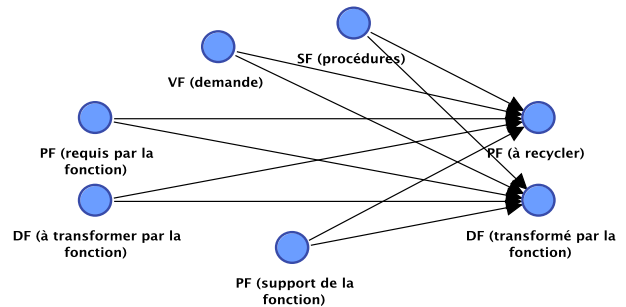 SF (procédures)
VF (demande)
PF (requis par la
fonction)
PF (à recycler)
DF (à transformer par la
fonction)
DF (transformé par la
fonction)
PF (support de la
fonction)